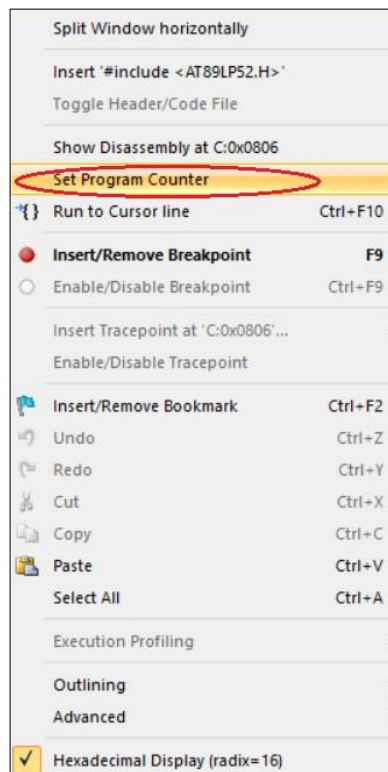 Split Window horizontally
Insert '#include <AT89LP52.H>'
Toggle Header/Code File
Show Disassembly at C:0x0806
Set Program Counter
{} Run to Cursor line Ctrl+F10
Insert/Remove Breakpoint F9
Enable/Disable Breakpoint Ctrl+F9
Insert Tracepoint at 'C:0x0806'...
Enable/Disable Tracepoint
Insert/Remove Bookmark Ctrl+F2
Undo Ctrl+Z
Redo Ctrl+Y
Cut Ctrl+X
Copy Ctrl+C
Paste Ctrl+V
Select All Ctrl+A
Execution Profiling
Outlining
Advanced
Hexadecimal Display (radix=16)